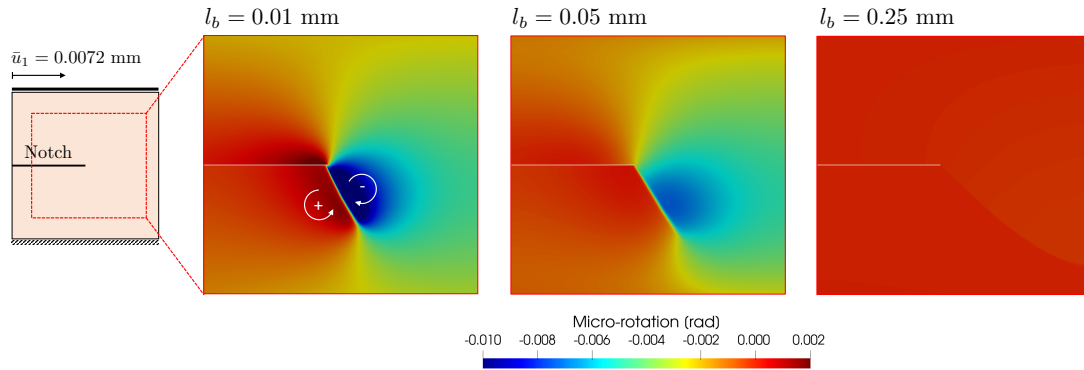 l_b = 0.01 mm
l_b = 0.05 mm
l_b = 0.25 mm
ū₁ = 0.0072 mm
Notch
+
-
Micro-rotation (rad)
-0.010 -0.008 -0.006 -0.004 -0.002 0.000 0.002